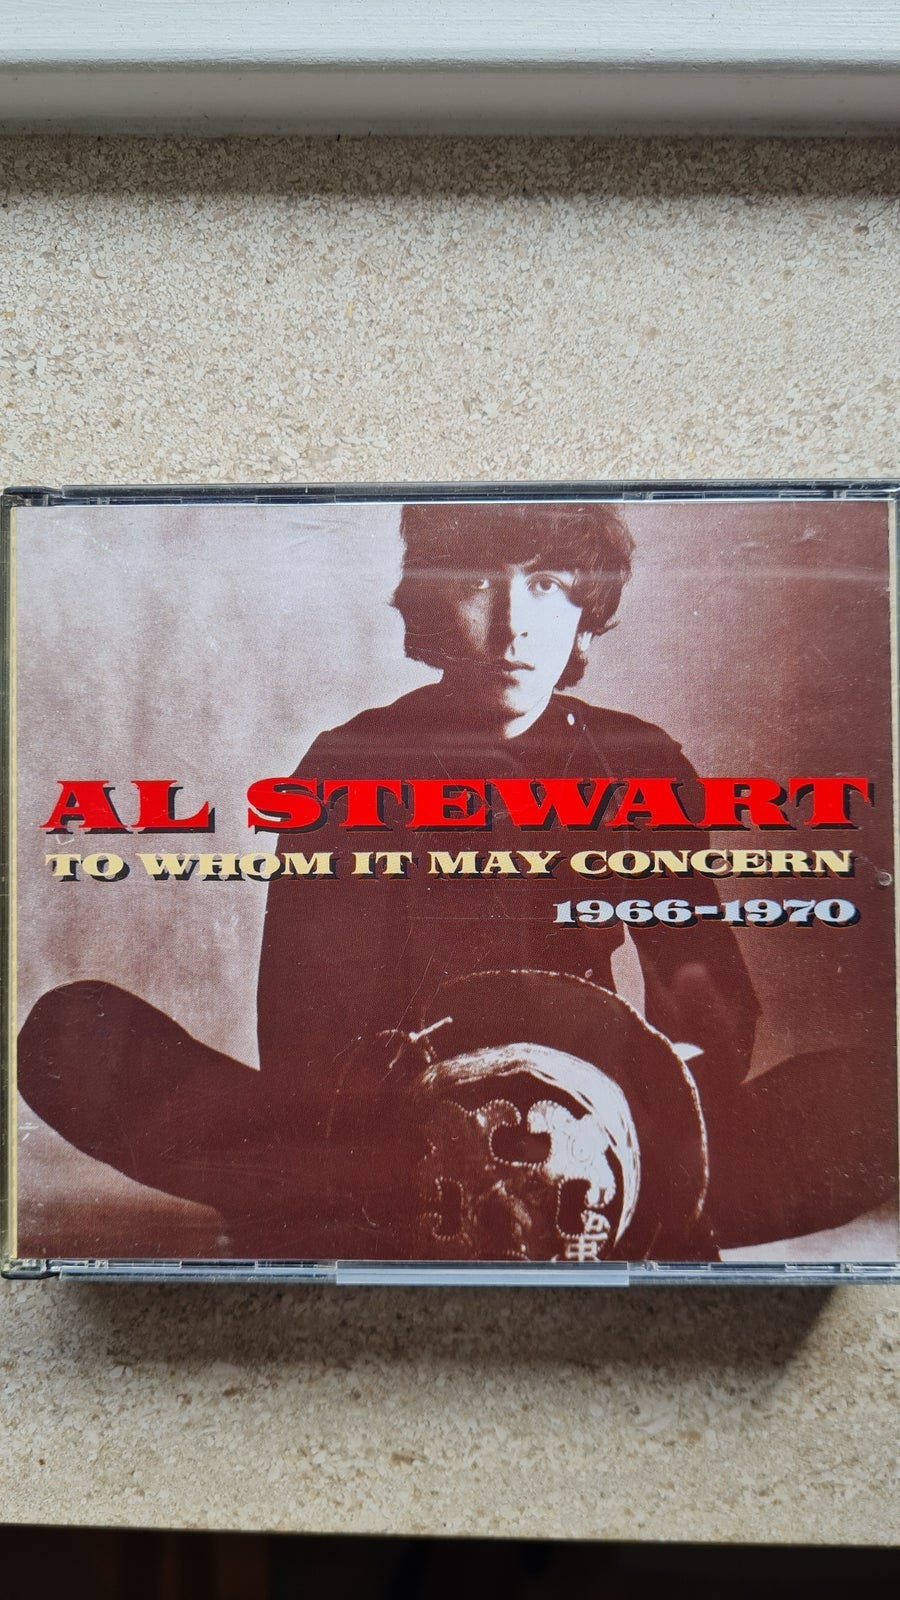 AL STEWART
TO WHOM IT MAY CONCERN
1966-1970